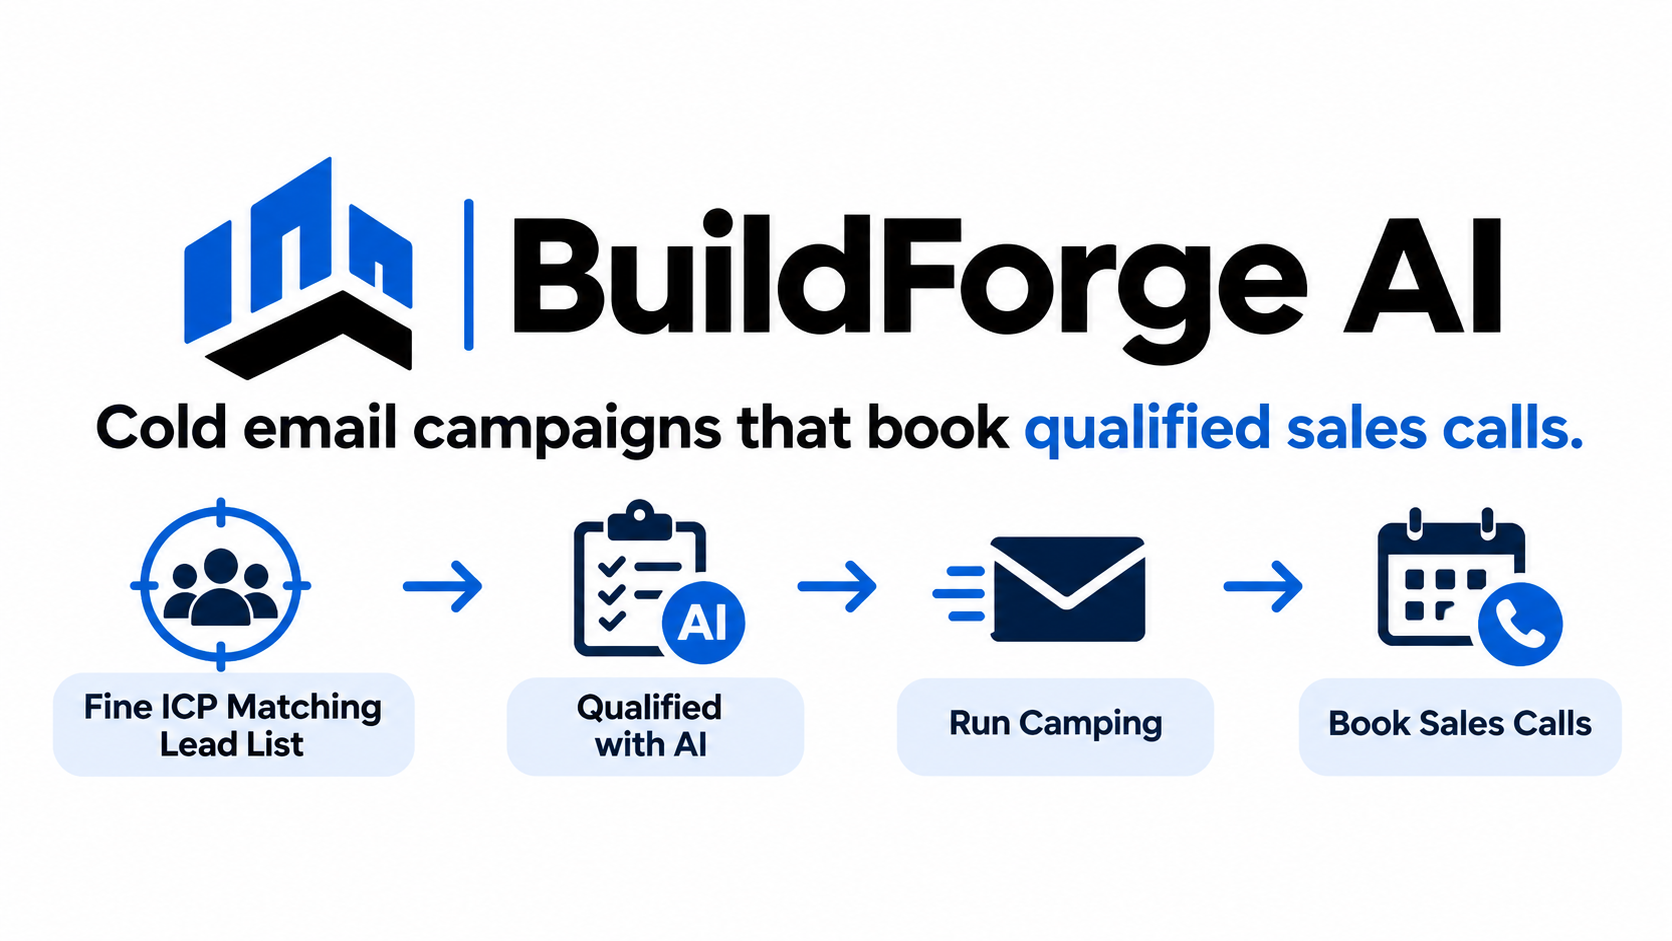 BuildForge AI
Cold email campaigns that book qualified sales calls.
AI
Fine ICP Matching
Lead List
Qualified
with AI
Run Camping
Book Sales Calls